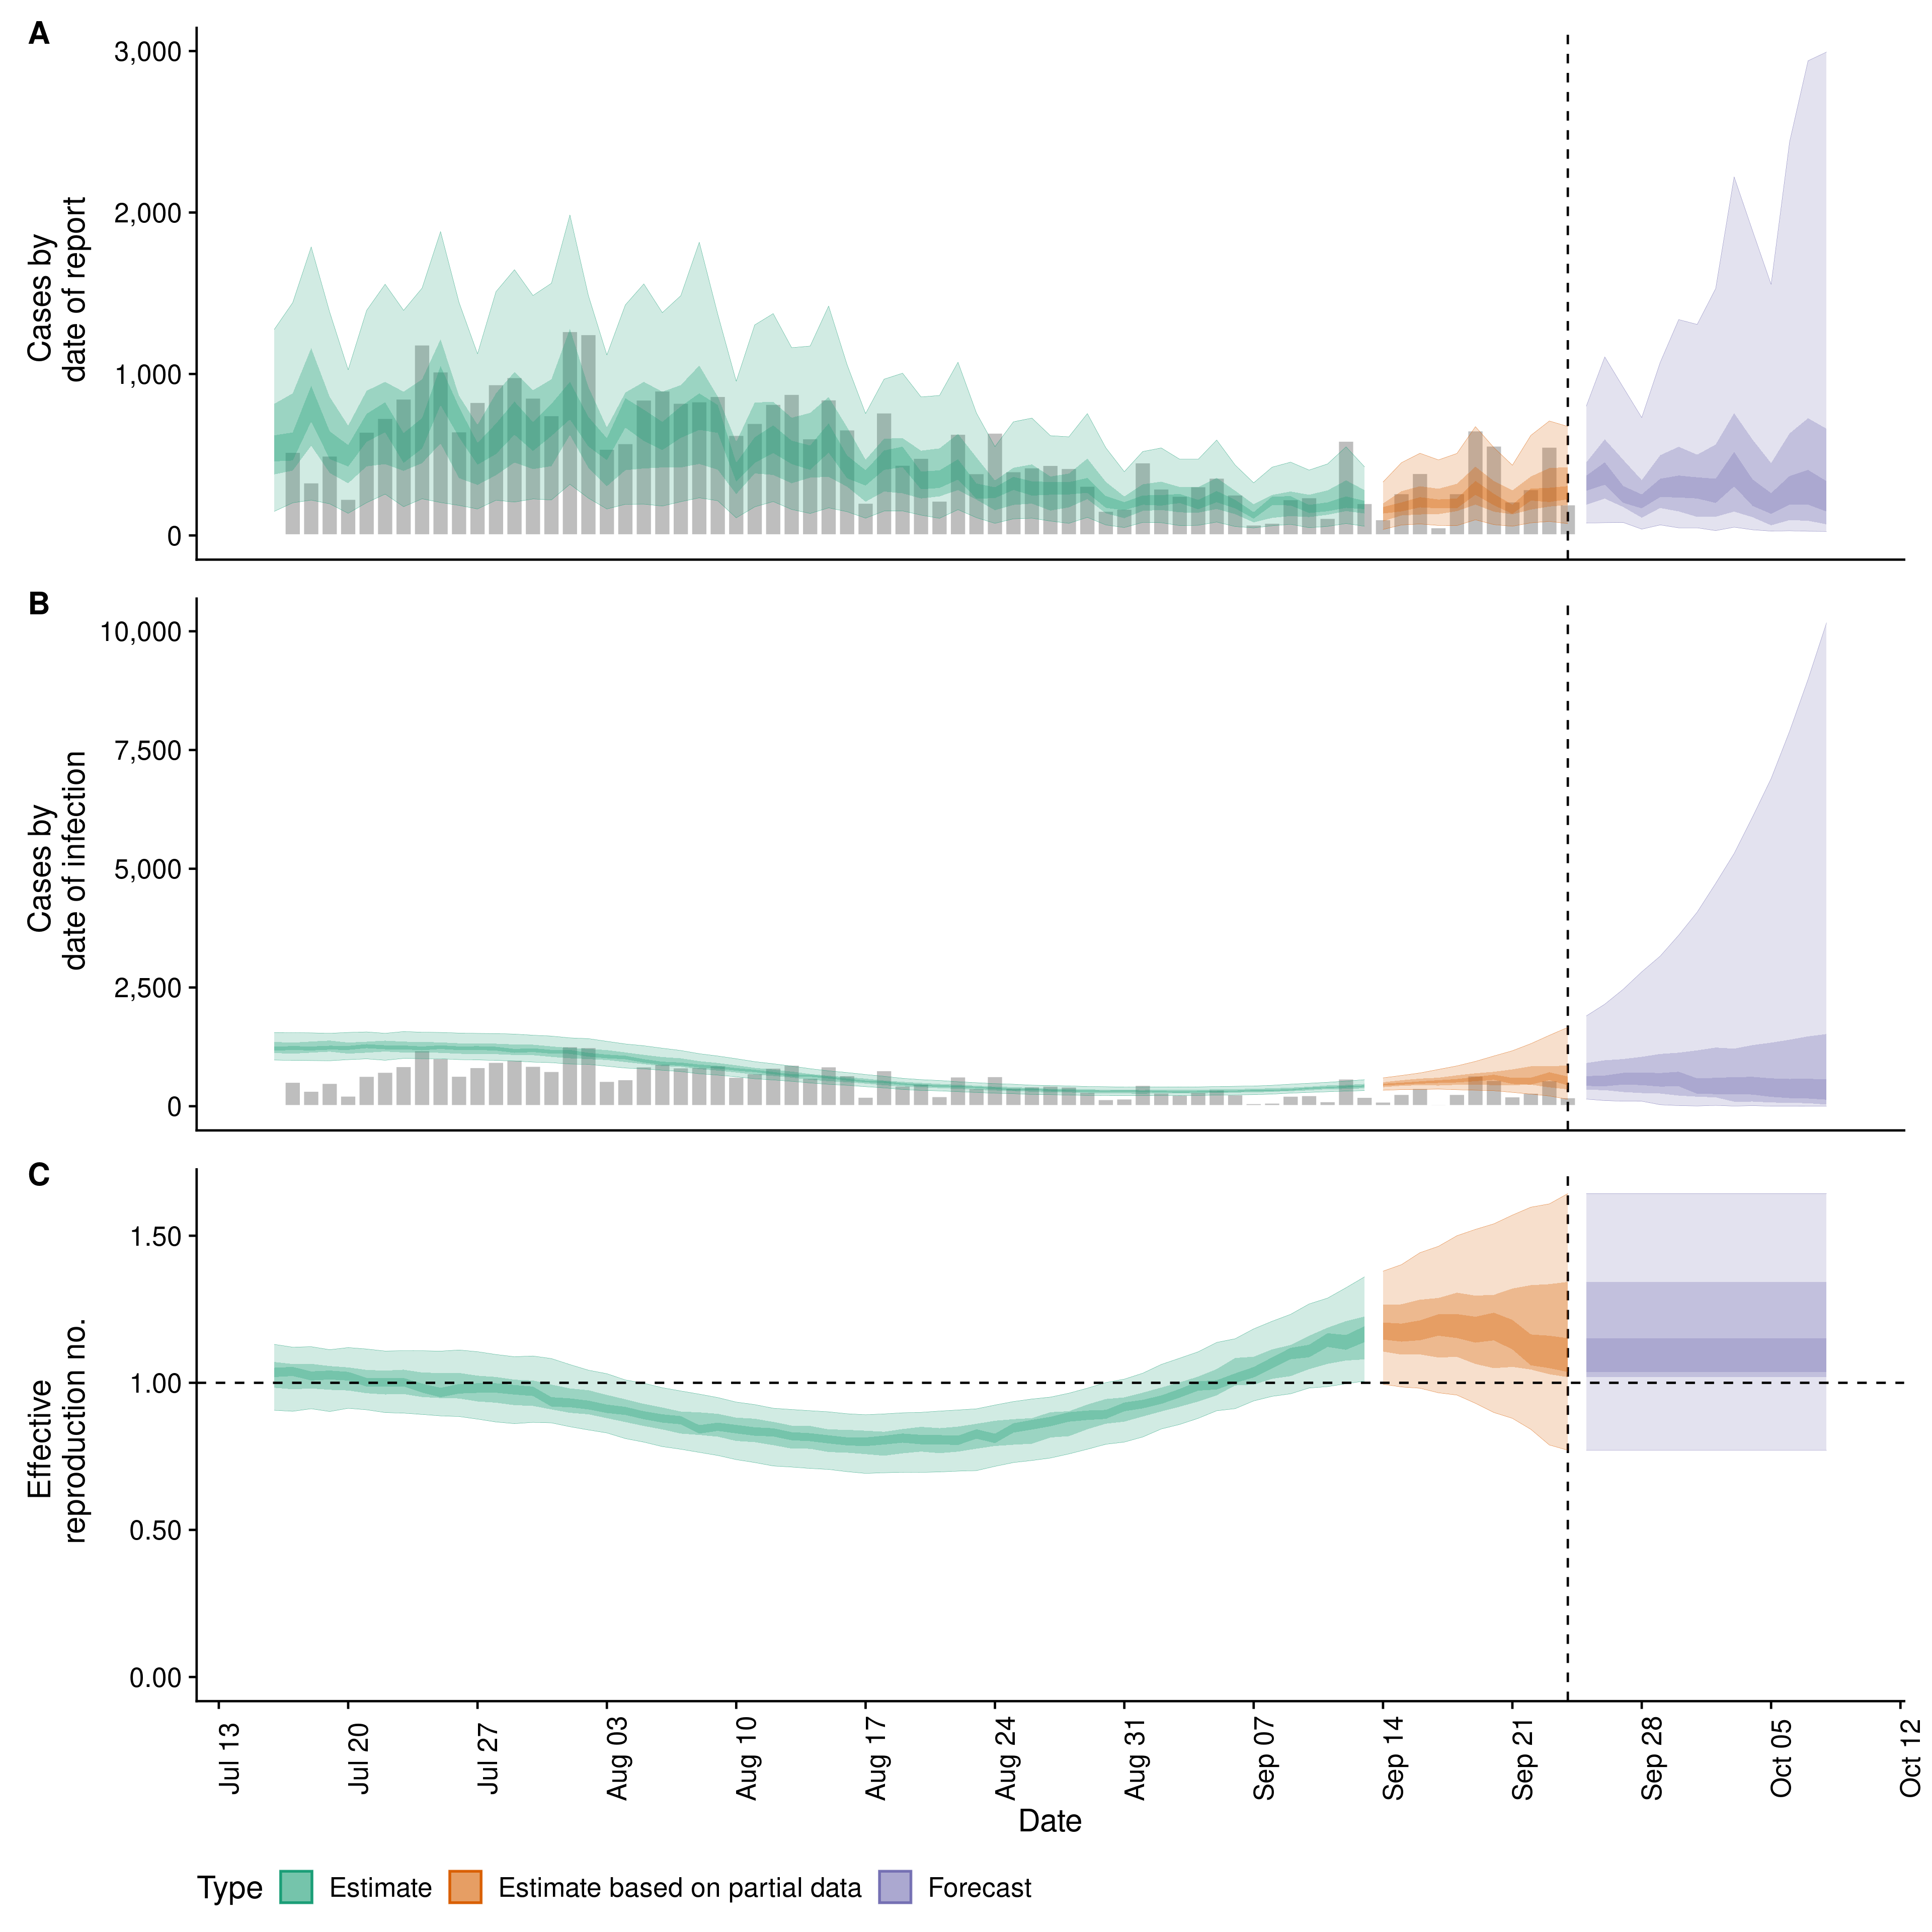 A
3,000
2,000
1,000
0
Cases by
date of report
B
10,000
7,500
5,000
2,500
0
Cases by
date of infection
C
1.50
1.00
0.50
0.00
Effective
reproduction no.
Jul 13
Jul 20
Jul 27
Aug 03
Aug 10
Aug 17
Aug 24
Aug 31
Sep 07
Sep 14
Sep 21
Sep 28
Oct 05
Oct 12
Date
Type Estimate Estimate based on partial data Forecast